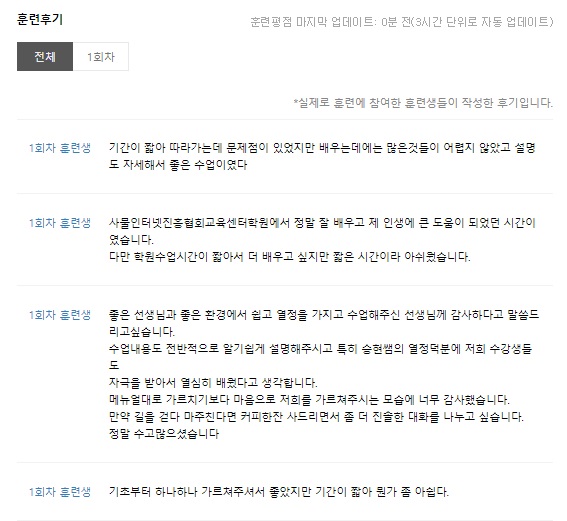 훈련후기
훈련평점 마지막 업데이트: 0분 전(3시간 단위로 자동 업데이트)
전체
1회차
*실제로 훈련에 참여한 훈련생들이 작성한 후기입니다.
1회차 훈련생
기간이 짧아 따라가는데 문제점이 있었지만 배우는데에는 많은것들이 어렵지 않았고 설명
도 자세해서 좋은 수업이였다
1회차 훈련생
사물인터넷진흥협회교육센터학원에서 정말 잘 배우고 제 인생에 큰 도움이 되었던 시간이
였습니다.
다만 학원수업시간이 짧아서 더 배우고 싶지만 짧은 시간이라 아쉬웠습니다.
1회차 훈련생
좋은 선생님과 좋은 환경에서 쉽고 열정을 가지고 수업해주신 선생님께 감사하다고 말씀드
리고싶습니다.
수업내용도 전반적으로 알기쉽게 설명해주시고 특히 승현쌤의 열정덕분에 저희 수강생들
도
자극을 받아서 열심히 배웠다고 생각합니다.
메뉴얼대로 가르치기보다 마음으로 저희를 가르쳐주시는 모습에 너무 감사했습니다.
만약 길을 걷다 마주친다면 커피한잔 사드리면서 좀 더 진솔한 대화를 나누고 싶습니다.
정말 수고많으셨습니다
1회차 훈련생
기초부터 하나하나 가르쳐주셔서 좋았지만 기간이 짧아 뭔가 좀 아쉽다.